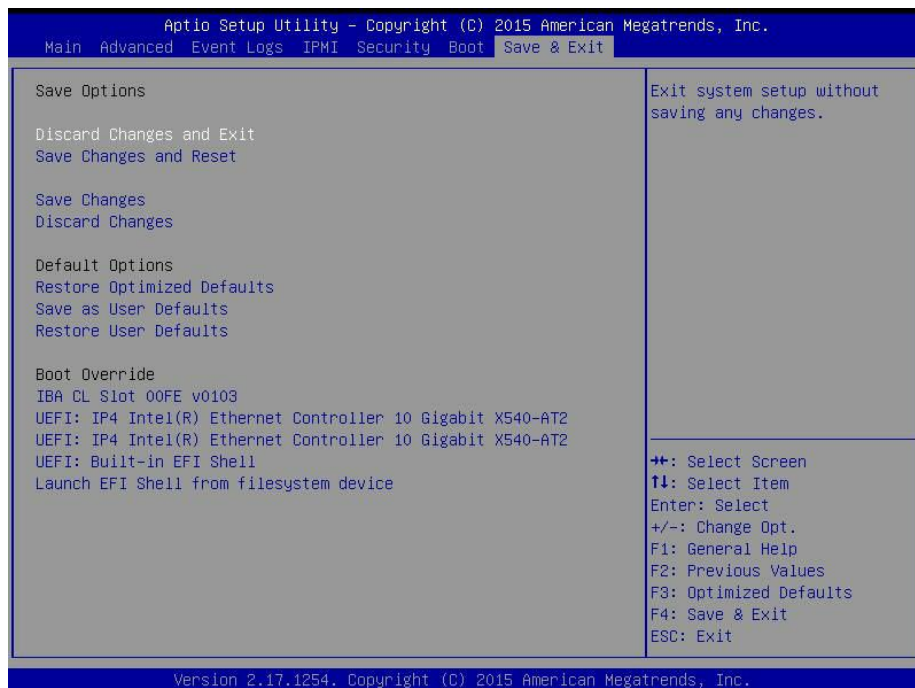 Aptio Setup Utility – Copyright (C) 2015 American Megatrends, Inc.
Main Advanced Event Logs IPMI Security Boot Save & Exit
Save Options
Discard Changes and Exit
Save Changes and Reset
Save Changes
Discard Changes
Default Options
Restore Optimized Defaults
Save as User Defaults
Restore User Defaults
Boot Override
IBA CL Slot 00FE v0103
UEFI: IP4 Intel(R) Ethernet Controller 10 Gigabit X540-AT2
UEFI: IP4 Intel(R) Ethernet Controller 10 Gigabit X540-AT2
UEFI: Built-in EFI Shell
Launch EFI Shell from filesystem device
Exit system setup without
saving any changes.
→←: Select Screen
↑↓: Select Item
Enter: Select
+/-: Change Opt.
F1: General Help
F2: Previous Values
F3: Optimized Defaults
F4: Save & Exit
ESC: Exit
Version 2.17.1254. Copyright (C) 2015 American Megatrends, Inc.